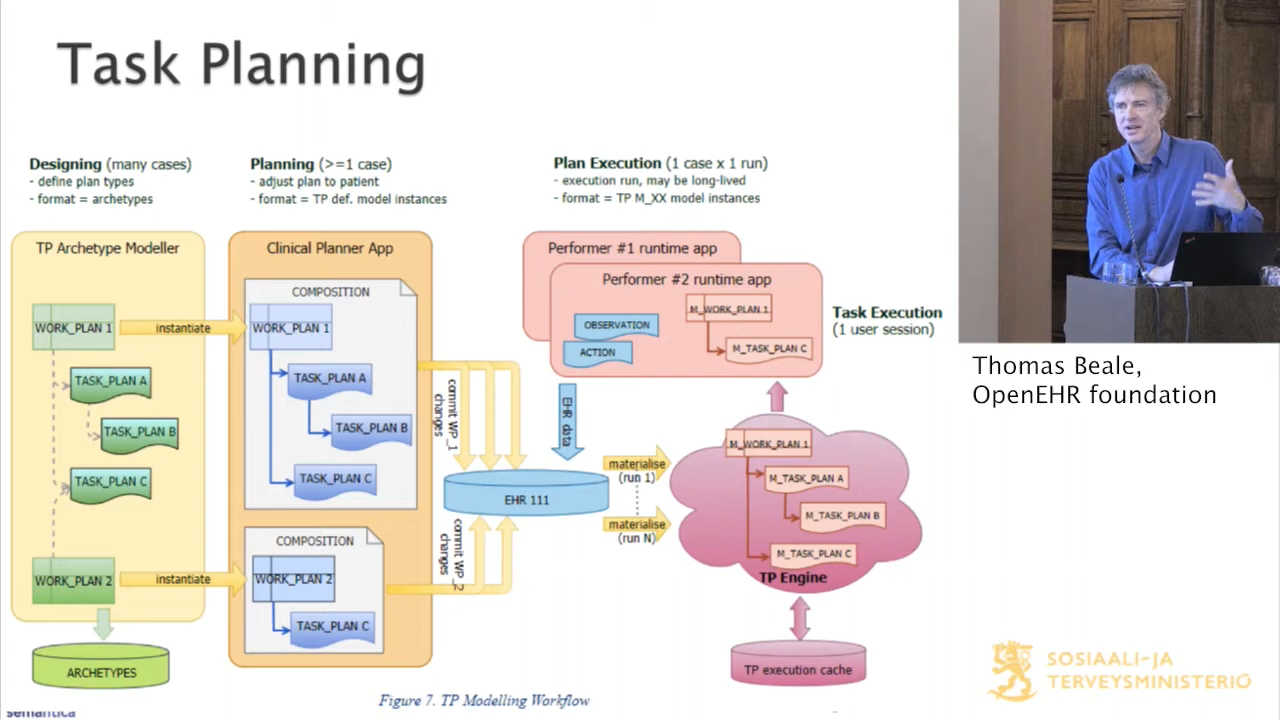 Task Planning
Designing (many cases)
- define plan types
- format = archetypes
Planning (>=1 case)
- adjust plan to patient
- format = TP def. model instances
Plan Execution (1 case x 1 run)
- execution run, may be long-lived
- format = TP M_XX model instances
TP Archetype Modeller
WORK_PLAN 1
TASK_PLAN A
TASK_PLAN B
TASK_PLAN C
WORK_PLAN 2
ARCHETYPES
instantiate
instantiate
Clinical Planner App
COMPOSITION
WORK_PLAN 1
TASK_PLAN A
TASK_PLAN B
TASK_PLAN C
COMPOSITION
WORK_PLAN 2
TASK_PLAN C
commit WP_1
changes
commit WP_2
changes
EHR 111
EHR data
Performer #1 runtime app
Performer #2 runtime app
M_WORK_PLAN 1
OBSERVATION
ACTION
M_TASK_PLAN C
Task Execution
(1 user session)
materialise
(run 1)
materialise
(run N)
M_WORK_PLAN 1
M_TASK_PLAN A
M_TASK_PLAN B
M_TASK_PLAN C
TP Engine
TP execution cache
Figure 7. TP Modelling Workflow
semantica
Thomas Beale,
OpenEHR foundation
SOSIAALI-JA
TERVEYSMINISTERIÖ